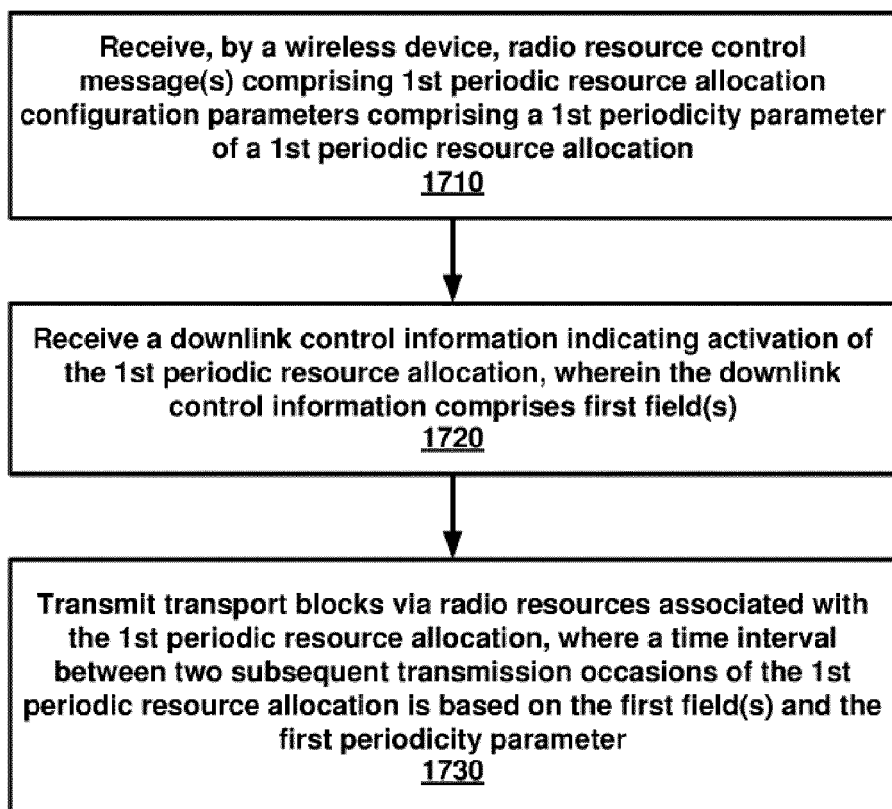 Receive, by a wireless device, radio resource control
message(s) comprising 1st periodic resource allocation
configuration parameters comprising a 1st periodicity parameter
of a 1st periodic resource allocation
1710
Receive a downlink control information indicating activation of
the 1st periodic resource allocation, wherein the downlink
control information comprises first field(s)
1720
Transmit transport blocks via radio resources associated with
the 1st periodic resource allocation, where a time interval
between two subsequent transmission occasions of the 1st
periodic resource allocation is based on the first field(s) and the
first periodicity parameter
1730